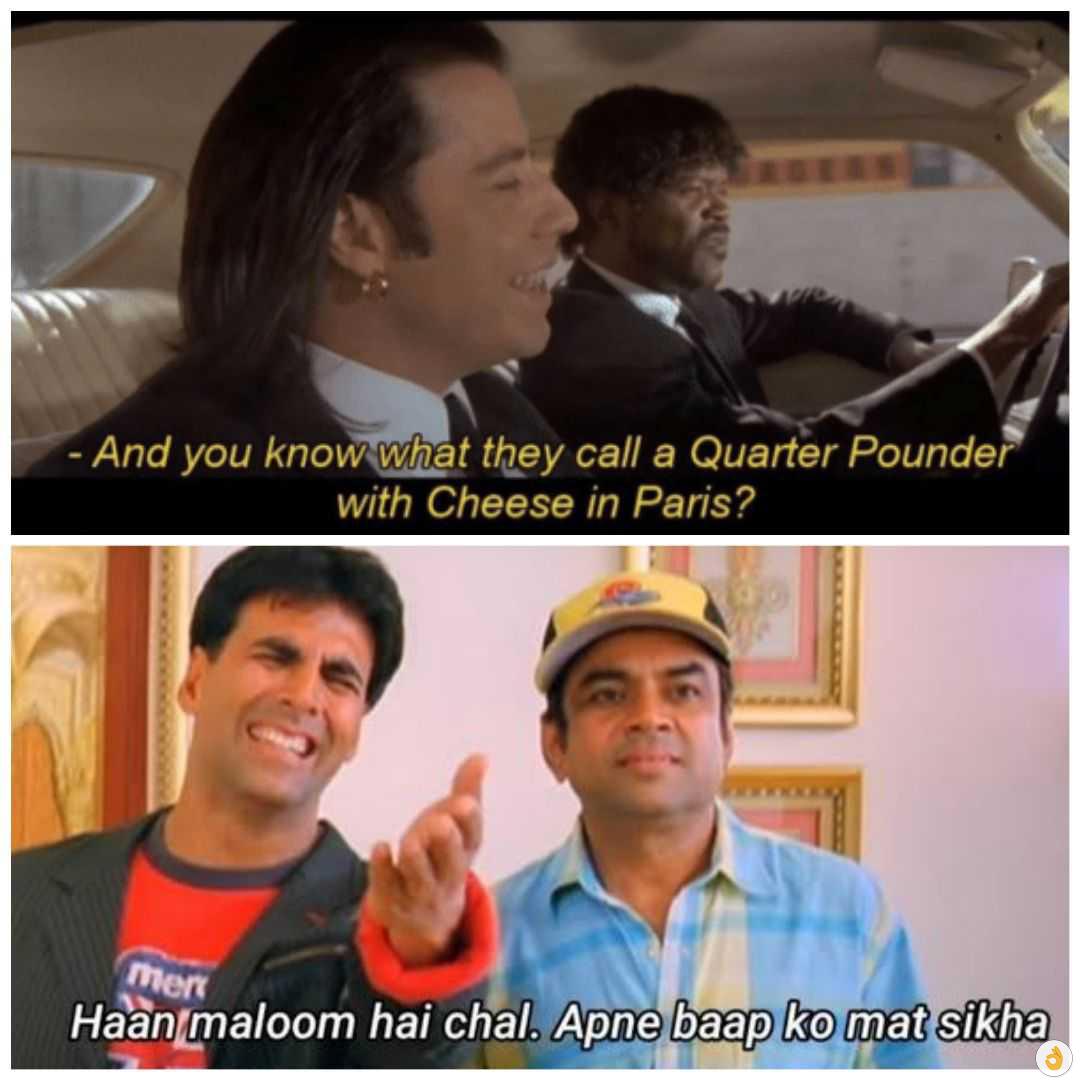 - And you know what they call a Quarter Pounder
with Cheese in Paris?
Haan maloom hai chal. Apne baap ko mat sikha